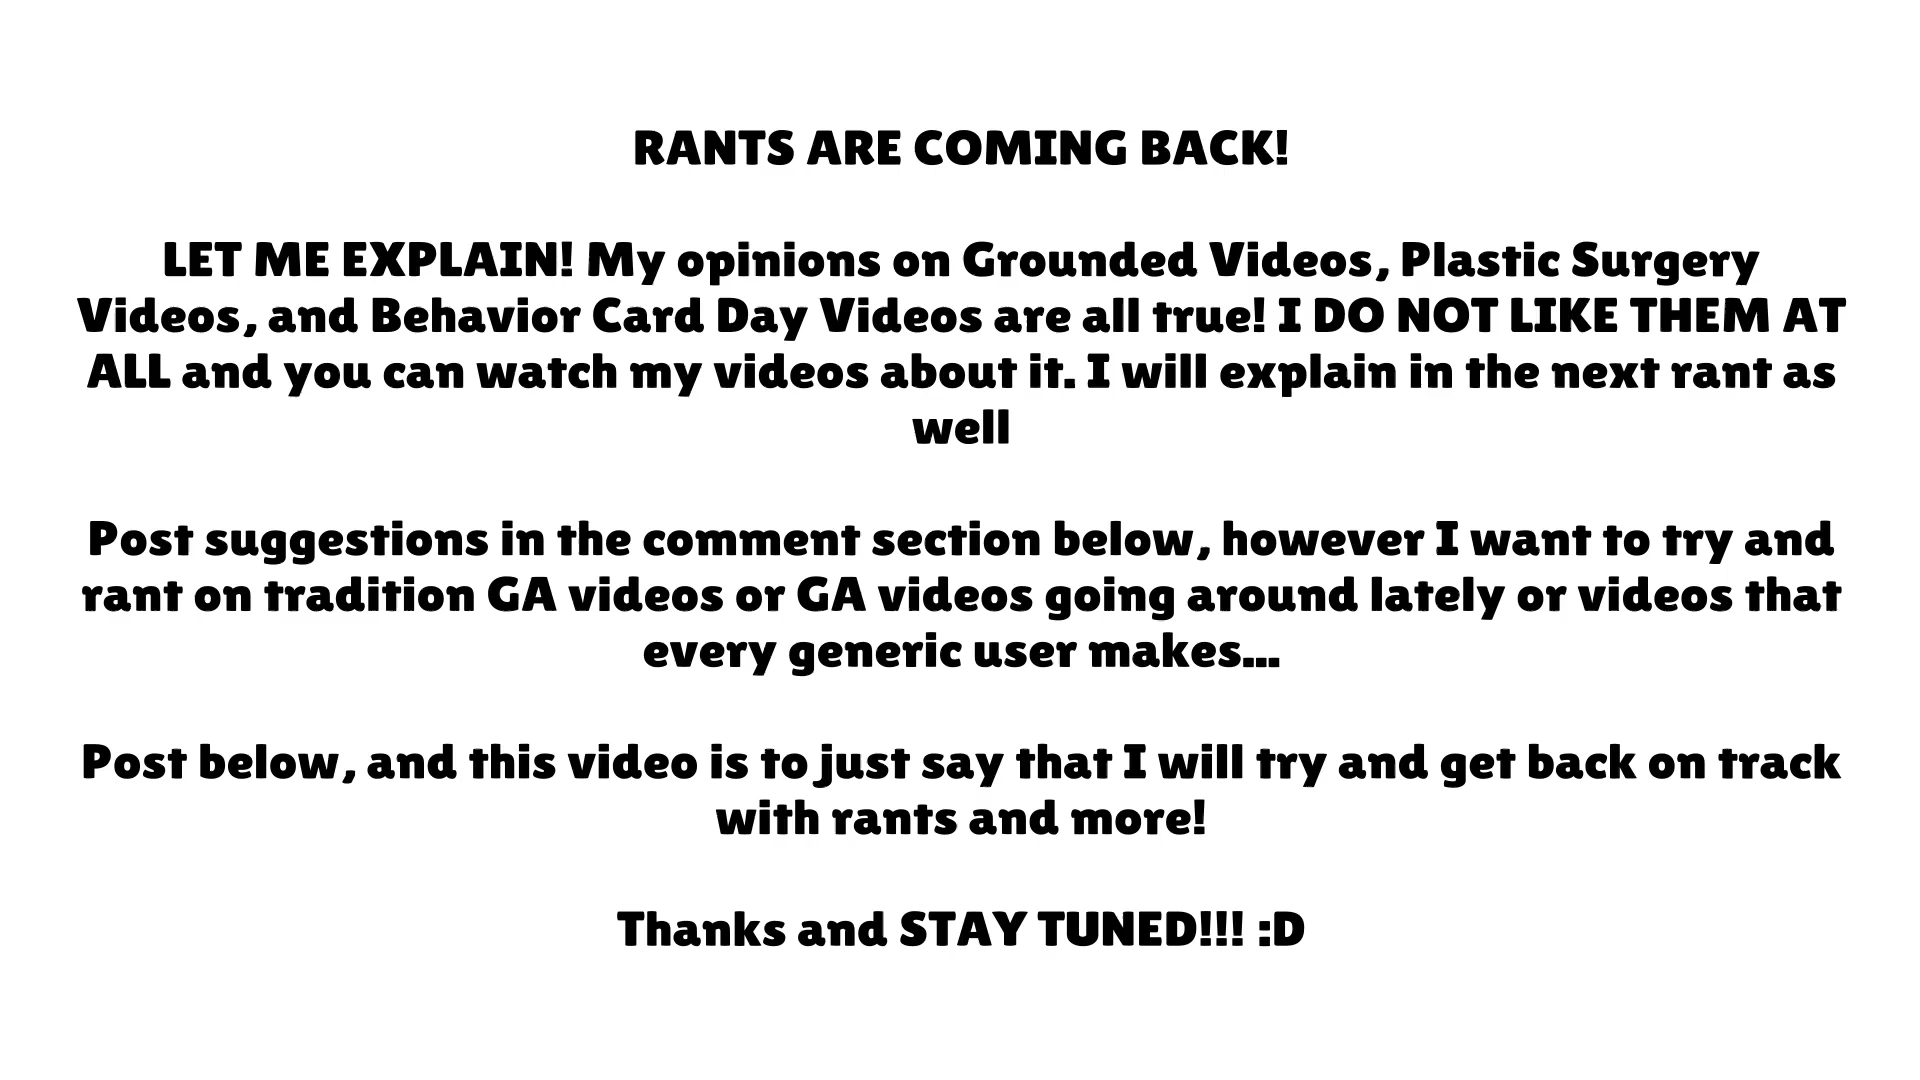 RANTS ARE COMING BACK!
LET ME EXPLAIN! My opinions on Grounded Videos, Plastic Surgery
Videos, and Behavior Card Day Videos are all true! I DO NOT LIKE THEM AT
ALL and you can watch my videos about it. I will explain in the next rant as
well
Post suggestions in the comment section below, however I want to try and
rant on tradition GA videos or GA videos going around lately or videos that
every generic user makes...
Post below, and this video is to just say that I will try and get back on track
with rants and more!
Thanks and STAY TUNED!!! :D